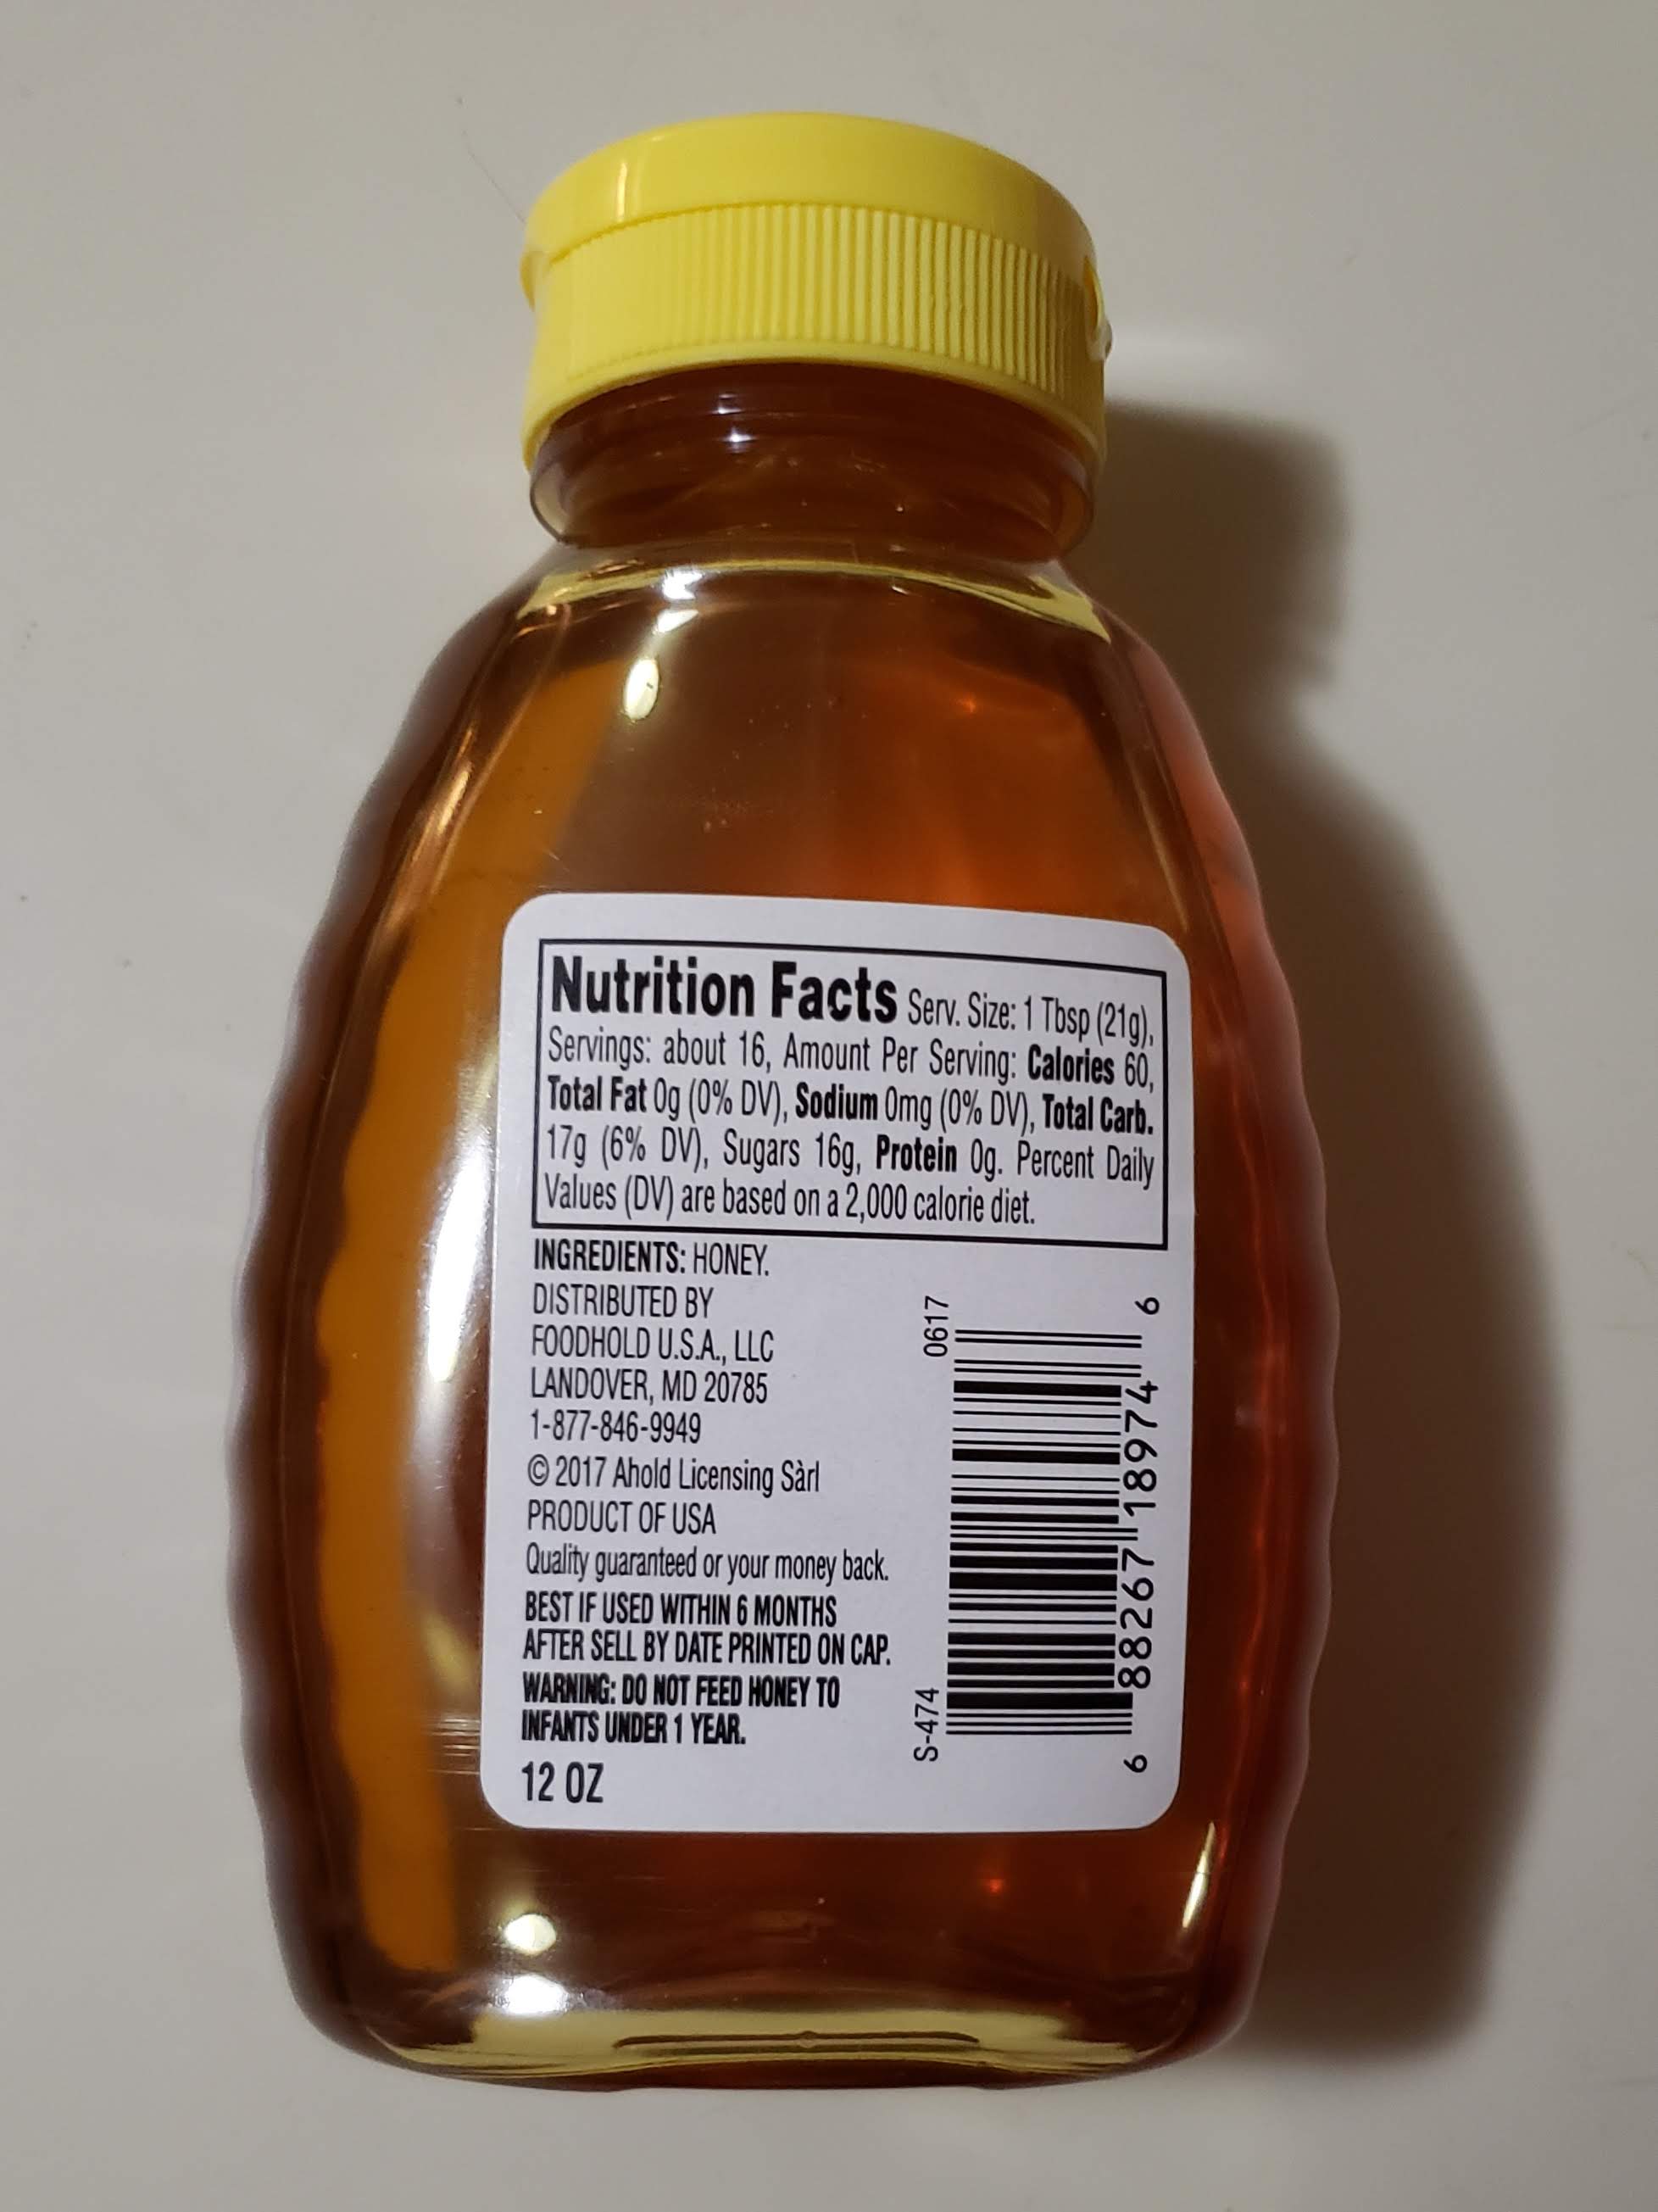 Nutrition Facts Serv. Size: 1 Tbsp (21g),
Servings: about 16, Amount Per Serving: Calories 60,
Total Fat 0g (0% DV), Sodium 0mg (0% DV), Total Carb.
17g (6% DV), Sugars 16g, Protein 0g. Percent Daily
Values (DV) are based on a 2,000 calorie diet.
INGREDIENTS: HONEY.
DISTRIBUTED BY
FOODHOLD U.S.A., LLC
LANDOVER, MD 20785
1-877-846-9949
© 2017 Ahold Licensing Sàrl
PRODUCT OF USA
Quality guaranteed or your money back.
BEST IF USED WITHIN 6 MONTHS
AFTER SELL BY DATE PRINTED ON CAP.
WARNING: DO NOT FEED HONEY TO
INFANTS UNDER 1 YEAR.
12 OZ
S-474 0617
6 88267 18974 6